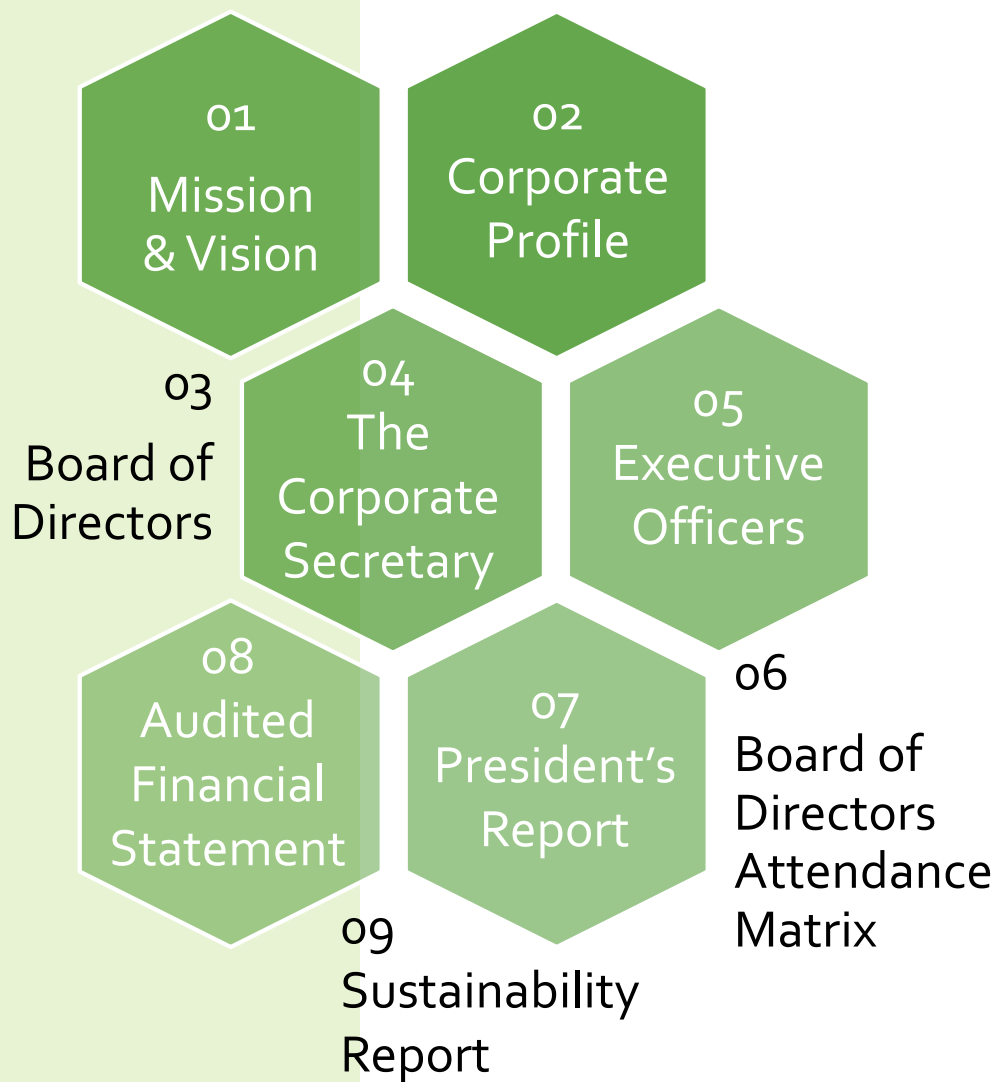 01
Mission
& Vision
02
Corporate
Profile
03
Board of
Directors
04
The
Corporate
Secretary
05
Executive
Officers
06
Board of
Directors
Attendance
Matrix
07
President’s
Report
08
Audited
Financial
Statement
09
Sustainability
Report